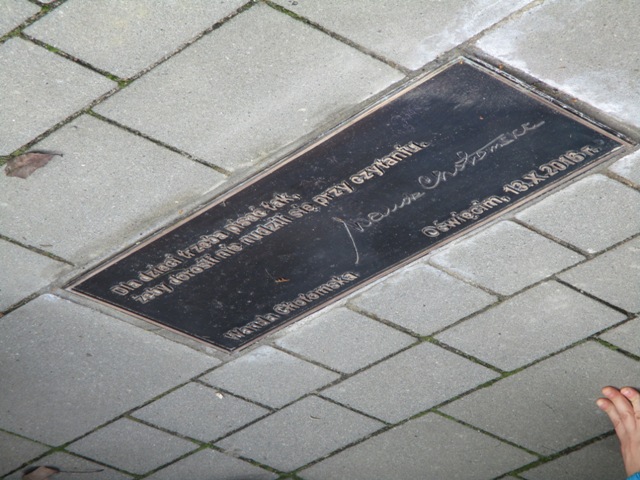 Dla dzieci trzeba pisać tak,
żeby dorośli nie nudzili się przy czytaniu.
Wanda Chotomska
Oświęcim, 13.X.2016 r.